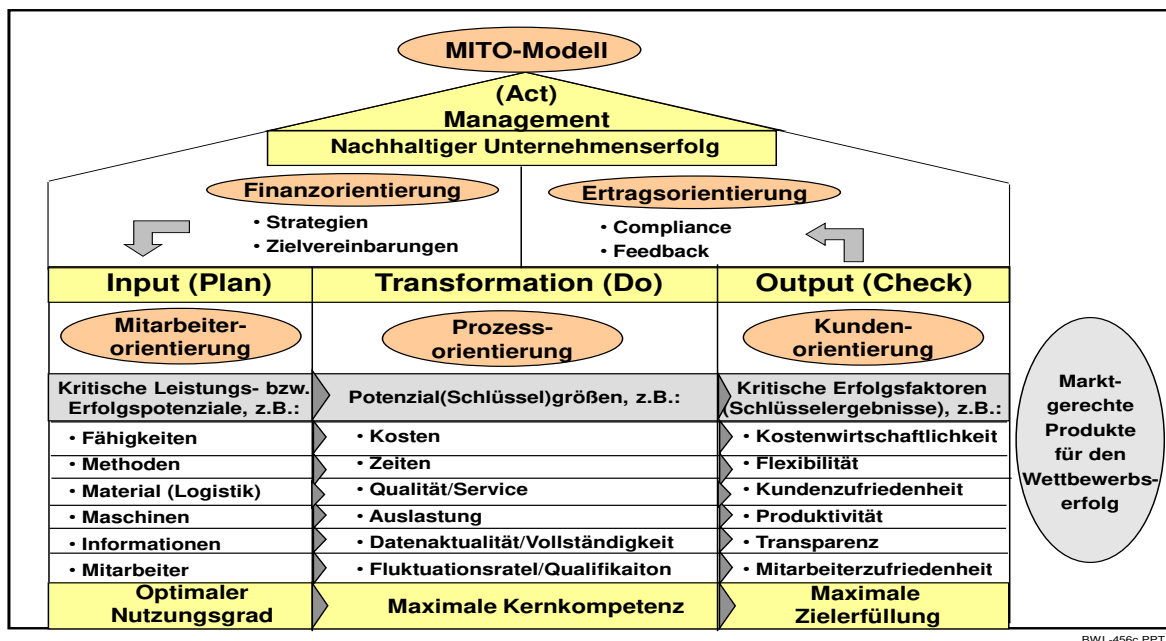 MITO-Modell
(Act)
Management
Nachhaltiger Unternehmenserfolg
Finanzorientierung
• Strategien
• Zielvereinbarungen
Ertragsorientierung
• Compliance
• Feedback
Input (Plan)
Transformation (Do)
Output (Check)
Mitarbeiter-
orientierung
Prozess-
orientierung
Kunden-
orientierung
Kritische Leistungs- bzw.
Erfolgspotenziale, z.B.:
Potenzial(Schlüssel)größen, z.B.:
Kritische Erfolgsfaktoren
(Schlüsselergebnisse), z.B.:
• Fähigkeiten
• Kosten
• Kostenwirtschaftlichkeit
• Methoden
• Zeiten
• Flexibilität
• Material (Logistik)
• Qualität/Service
• Kundenzufriedenheit
• Maschinen
• Auslastung
• Produktivität
• Informationen
• Datenaktualität/Vollständigkeit
• Transparenz
• Mitarbeiter
• Fluktuationsratel/Qualifikaiton
• Mitarbeiterzufriedenheit
Optimaler
Nutzungsgrad
Maximale Kernkompetenz
Maximale
Zielerfüllung
Markt-
gerechte
Produkte
für den
Wettbewerbs-
erfolg
BWL-456c.PPT